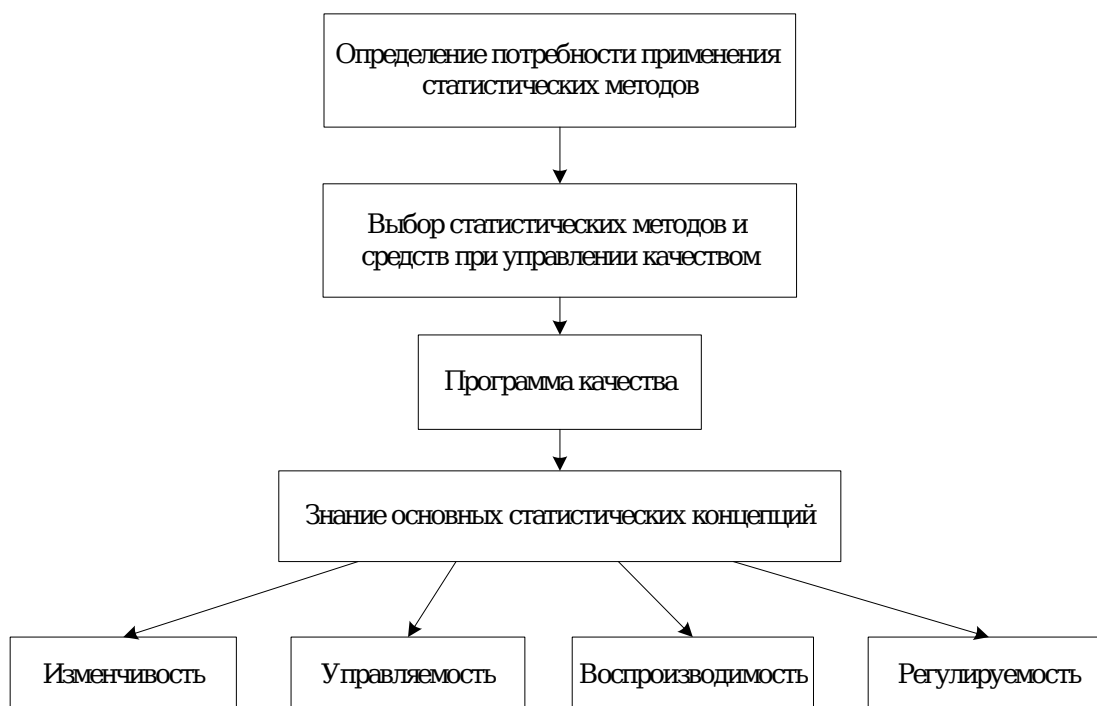 Определение потребности применения
статистических методов
Выбор статистических методов и
средств при управлении качеством
Программа качества
Знание основных статистических концепций
Изменчивость
Управляемость
Воспроизводимость
Регулируемость